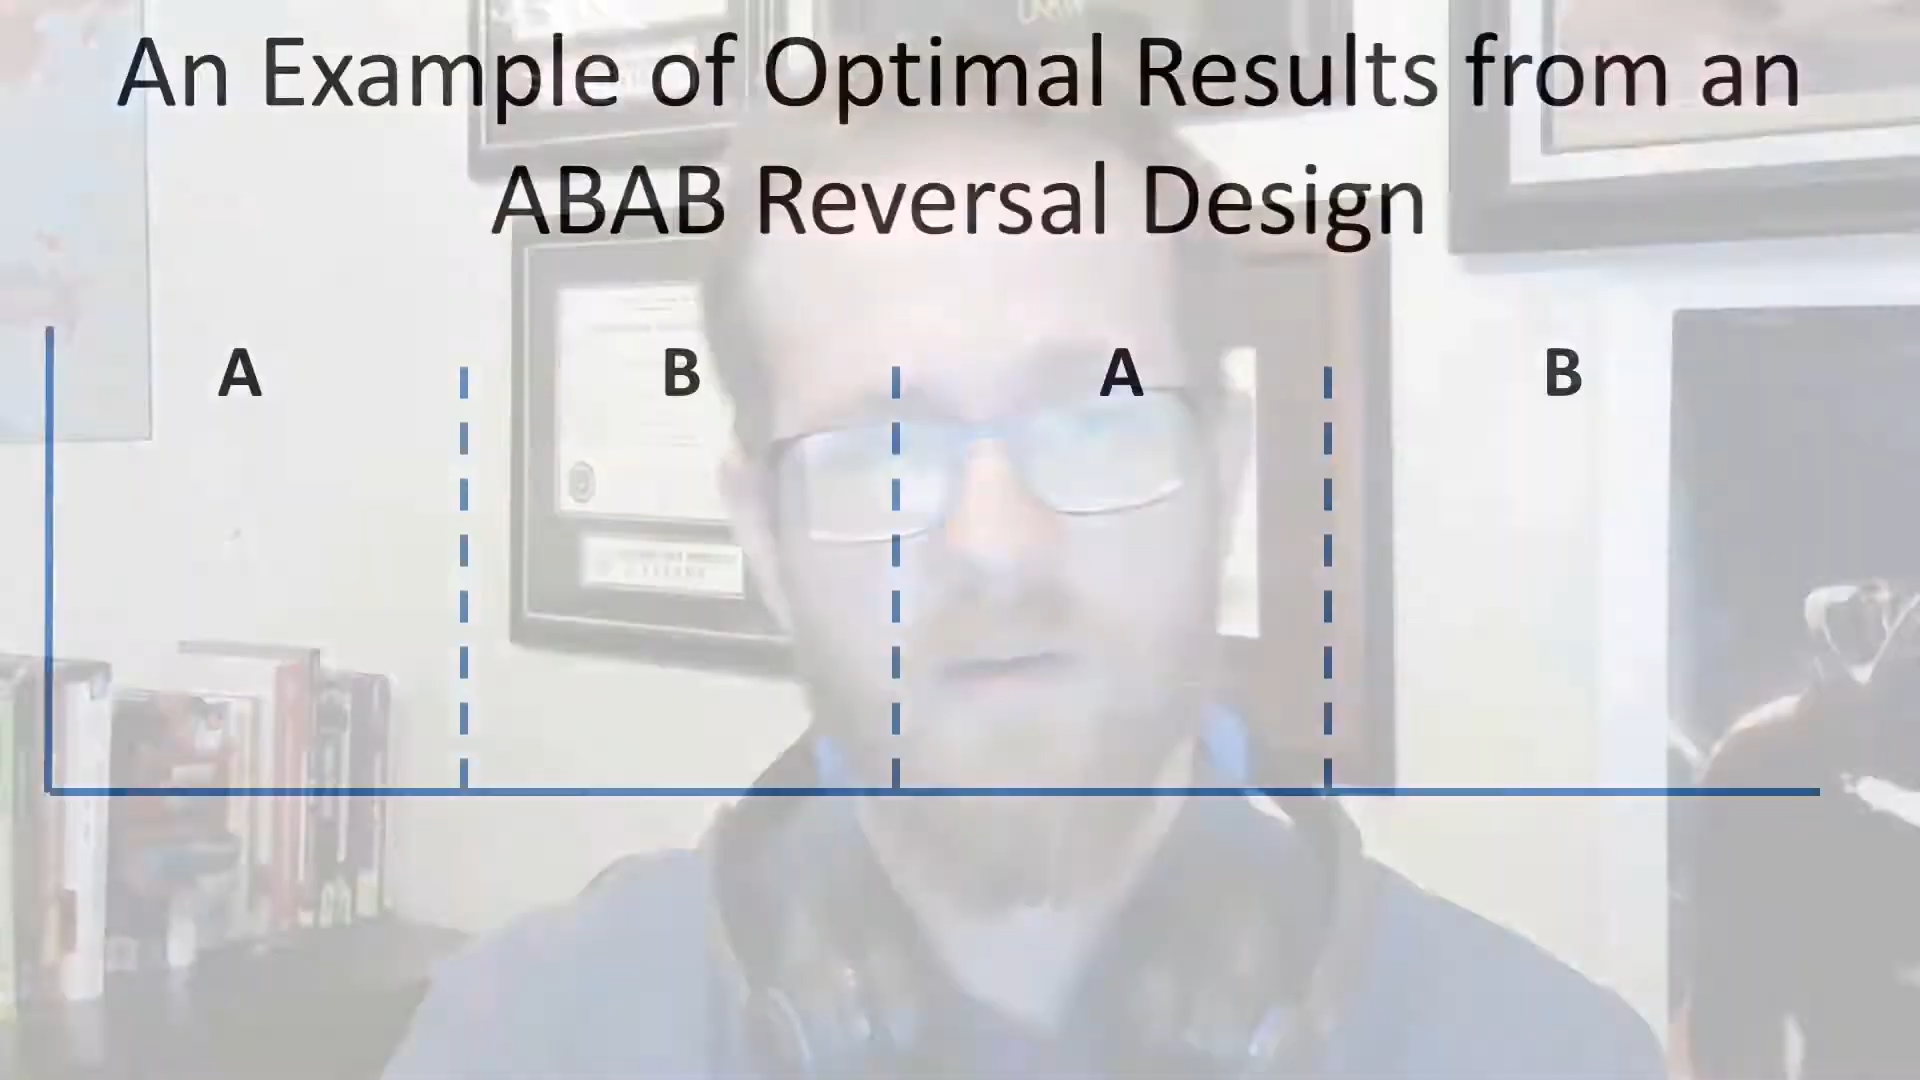 An Example of Optimal Results from an
ABAB Reversal Design
A B A B